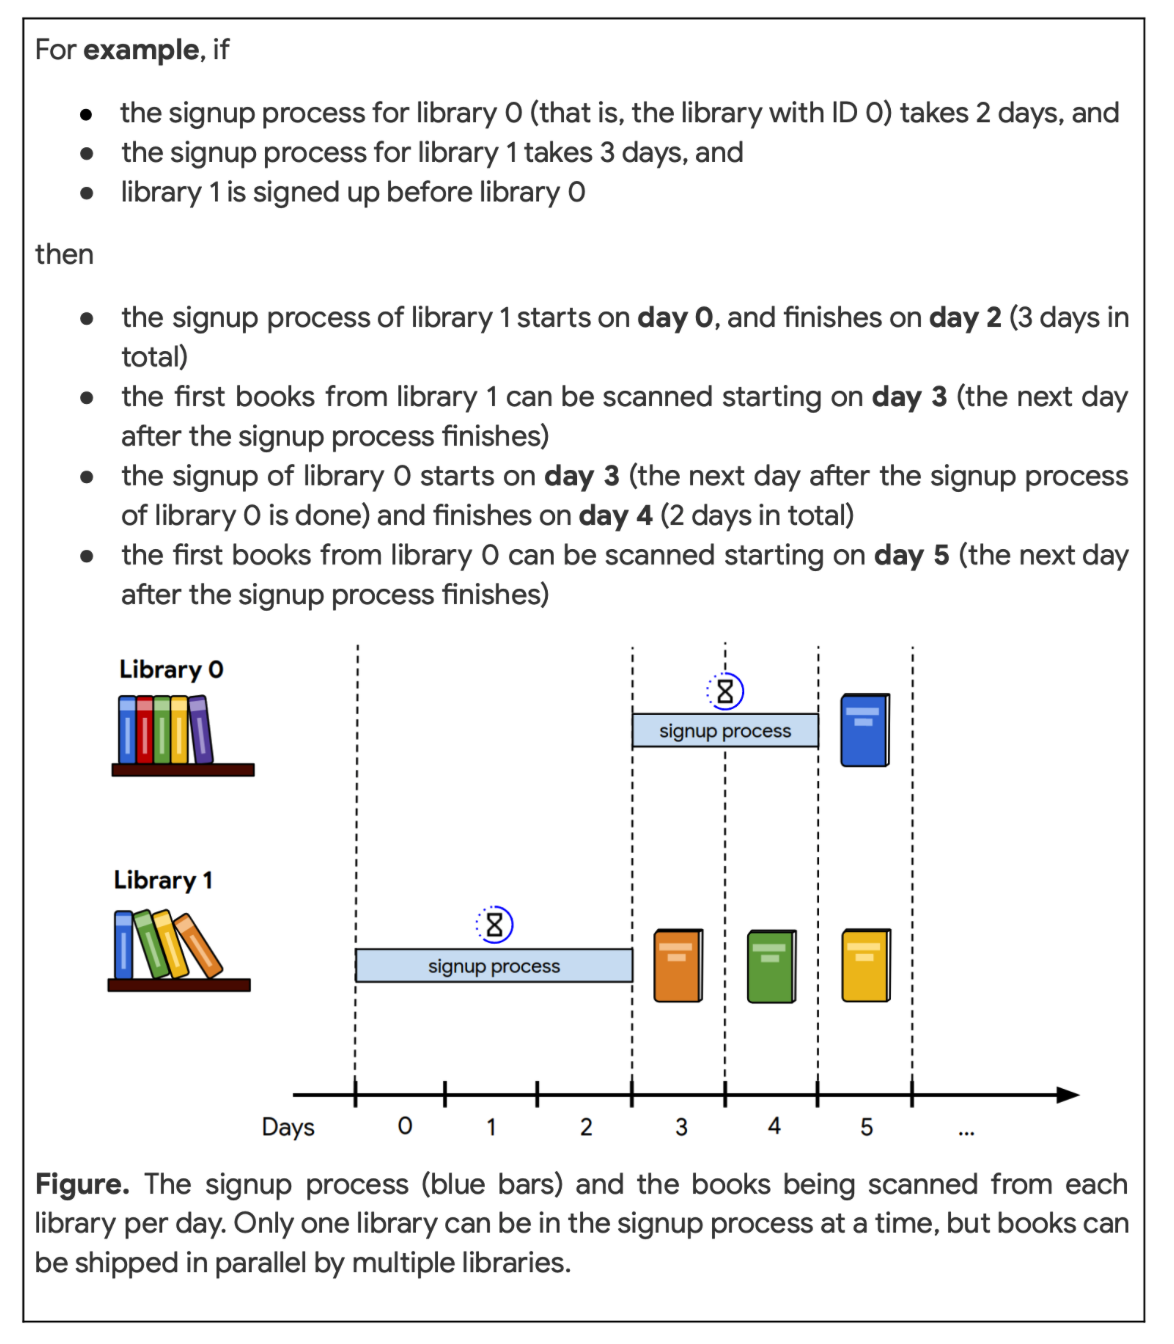 For example, if
● the signup process for library 0 (that is, the library with ID 0) takes 2 days, and
● the signup process for library 1 takes 3 days, and
● library 1 is signed up before library 0
then
● the signup process of library 1 starts on day 0, and finishes on day 2 (3 days in
total)
● the first books from library 1 can be scanned starting on day 3 (the next day
after the signup process finishes)
● the signup of library 0 starts on day 3 (the next day after the signup process
of library 0 is done) and finishes on day 4 (2 days in total)
● the first books from library 0 can be scanned starting on day 5 (the next day
after the signup process finishes)
Library 0
signup process
Library 1
signup process
Days 0 1 2 3 4 5 ...
Figure. The signup process (blue bars) and the books being scanned from each
library per day. Only one library can be in the signup process at a time, but books can
be shipped in parallel by multiple libraries.